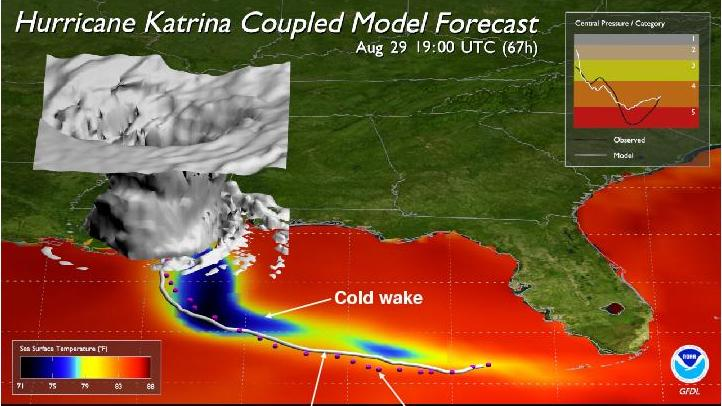 Hurricane Katrina Coupled Model Forecast
Aug 29 19:00 UTC (67h)
Central Pressure / Category
1
2
3
4
5
Observed
Model
Cold wake
Sea Surface Temperature (°F)
71 75 79 83 88
NOAA
GFDL